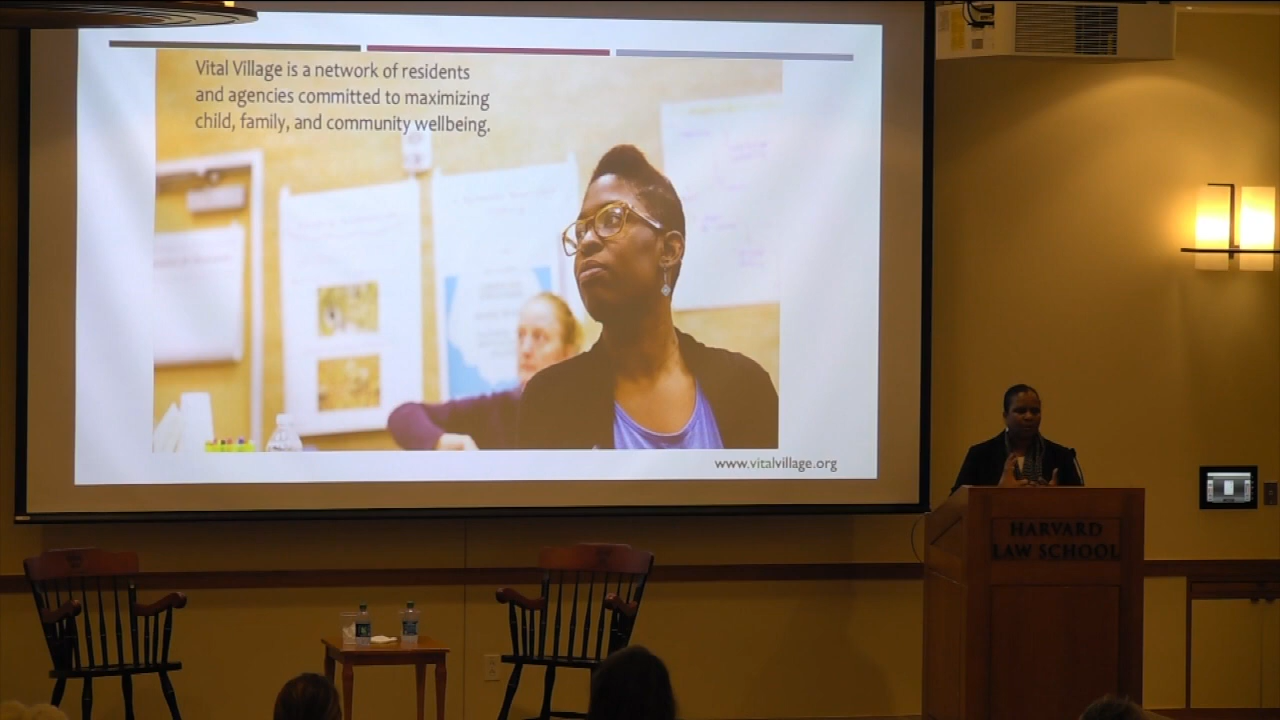 Vital Village is a network of residents
and agencies committed to maximizing
child, family, and community wellbeing.
www.vitalvillage.org
HARVARD
LAW SCHOOL